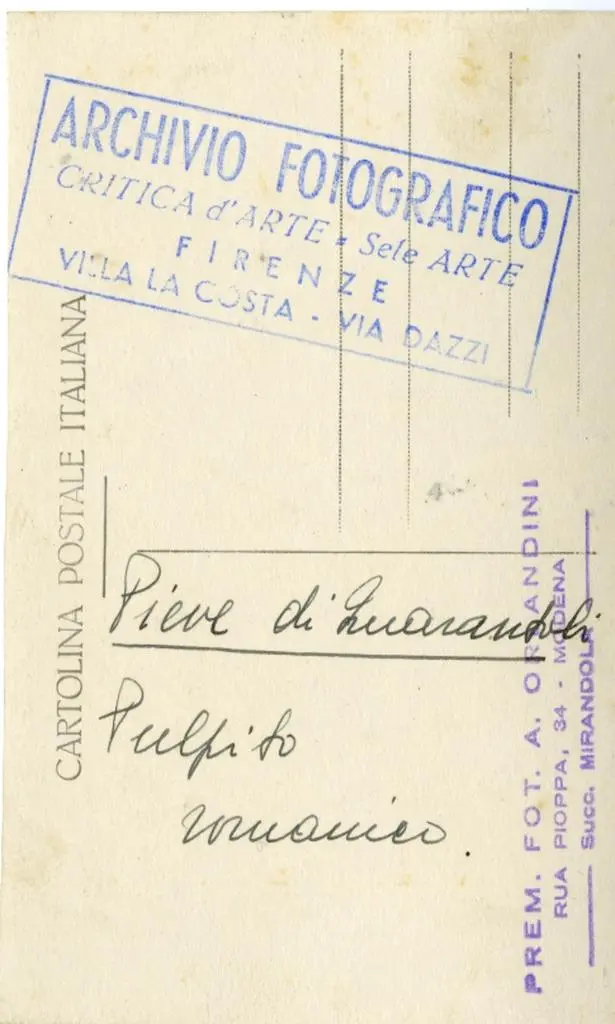 ARCHIVIO FOTOGRAFICO
CRITICA d'ARTE - Sele ARTE
FIRENZE
VILLA LA COSTA - VIA DAZZI
CARTOLINA POSTALE ITALIANA
Pieve di Quarantoli
Pulpito
romanico.
PREM. FOT. A. ORLANDINI
RUA PIOPPA, 34 - MODENA
Succ. MIRANDOLA